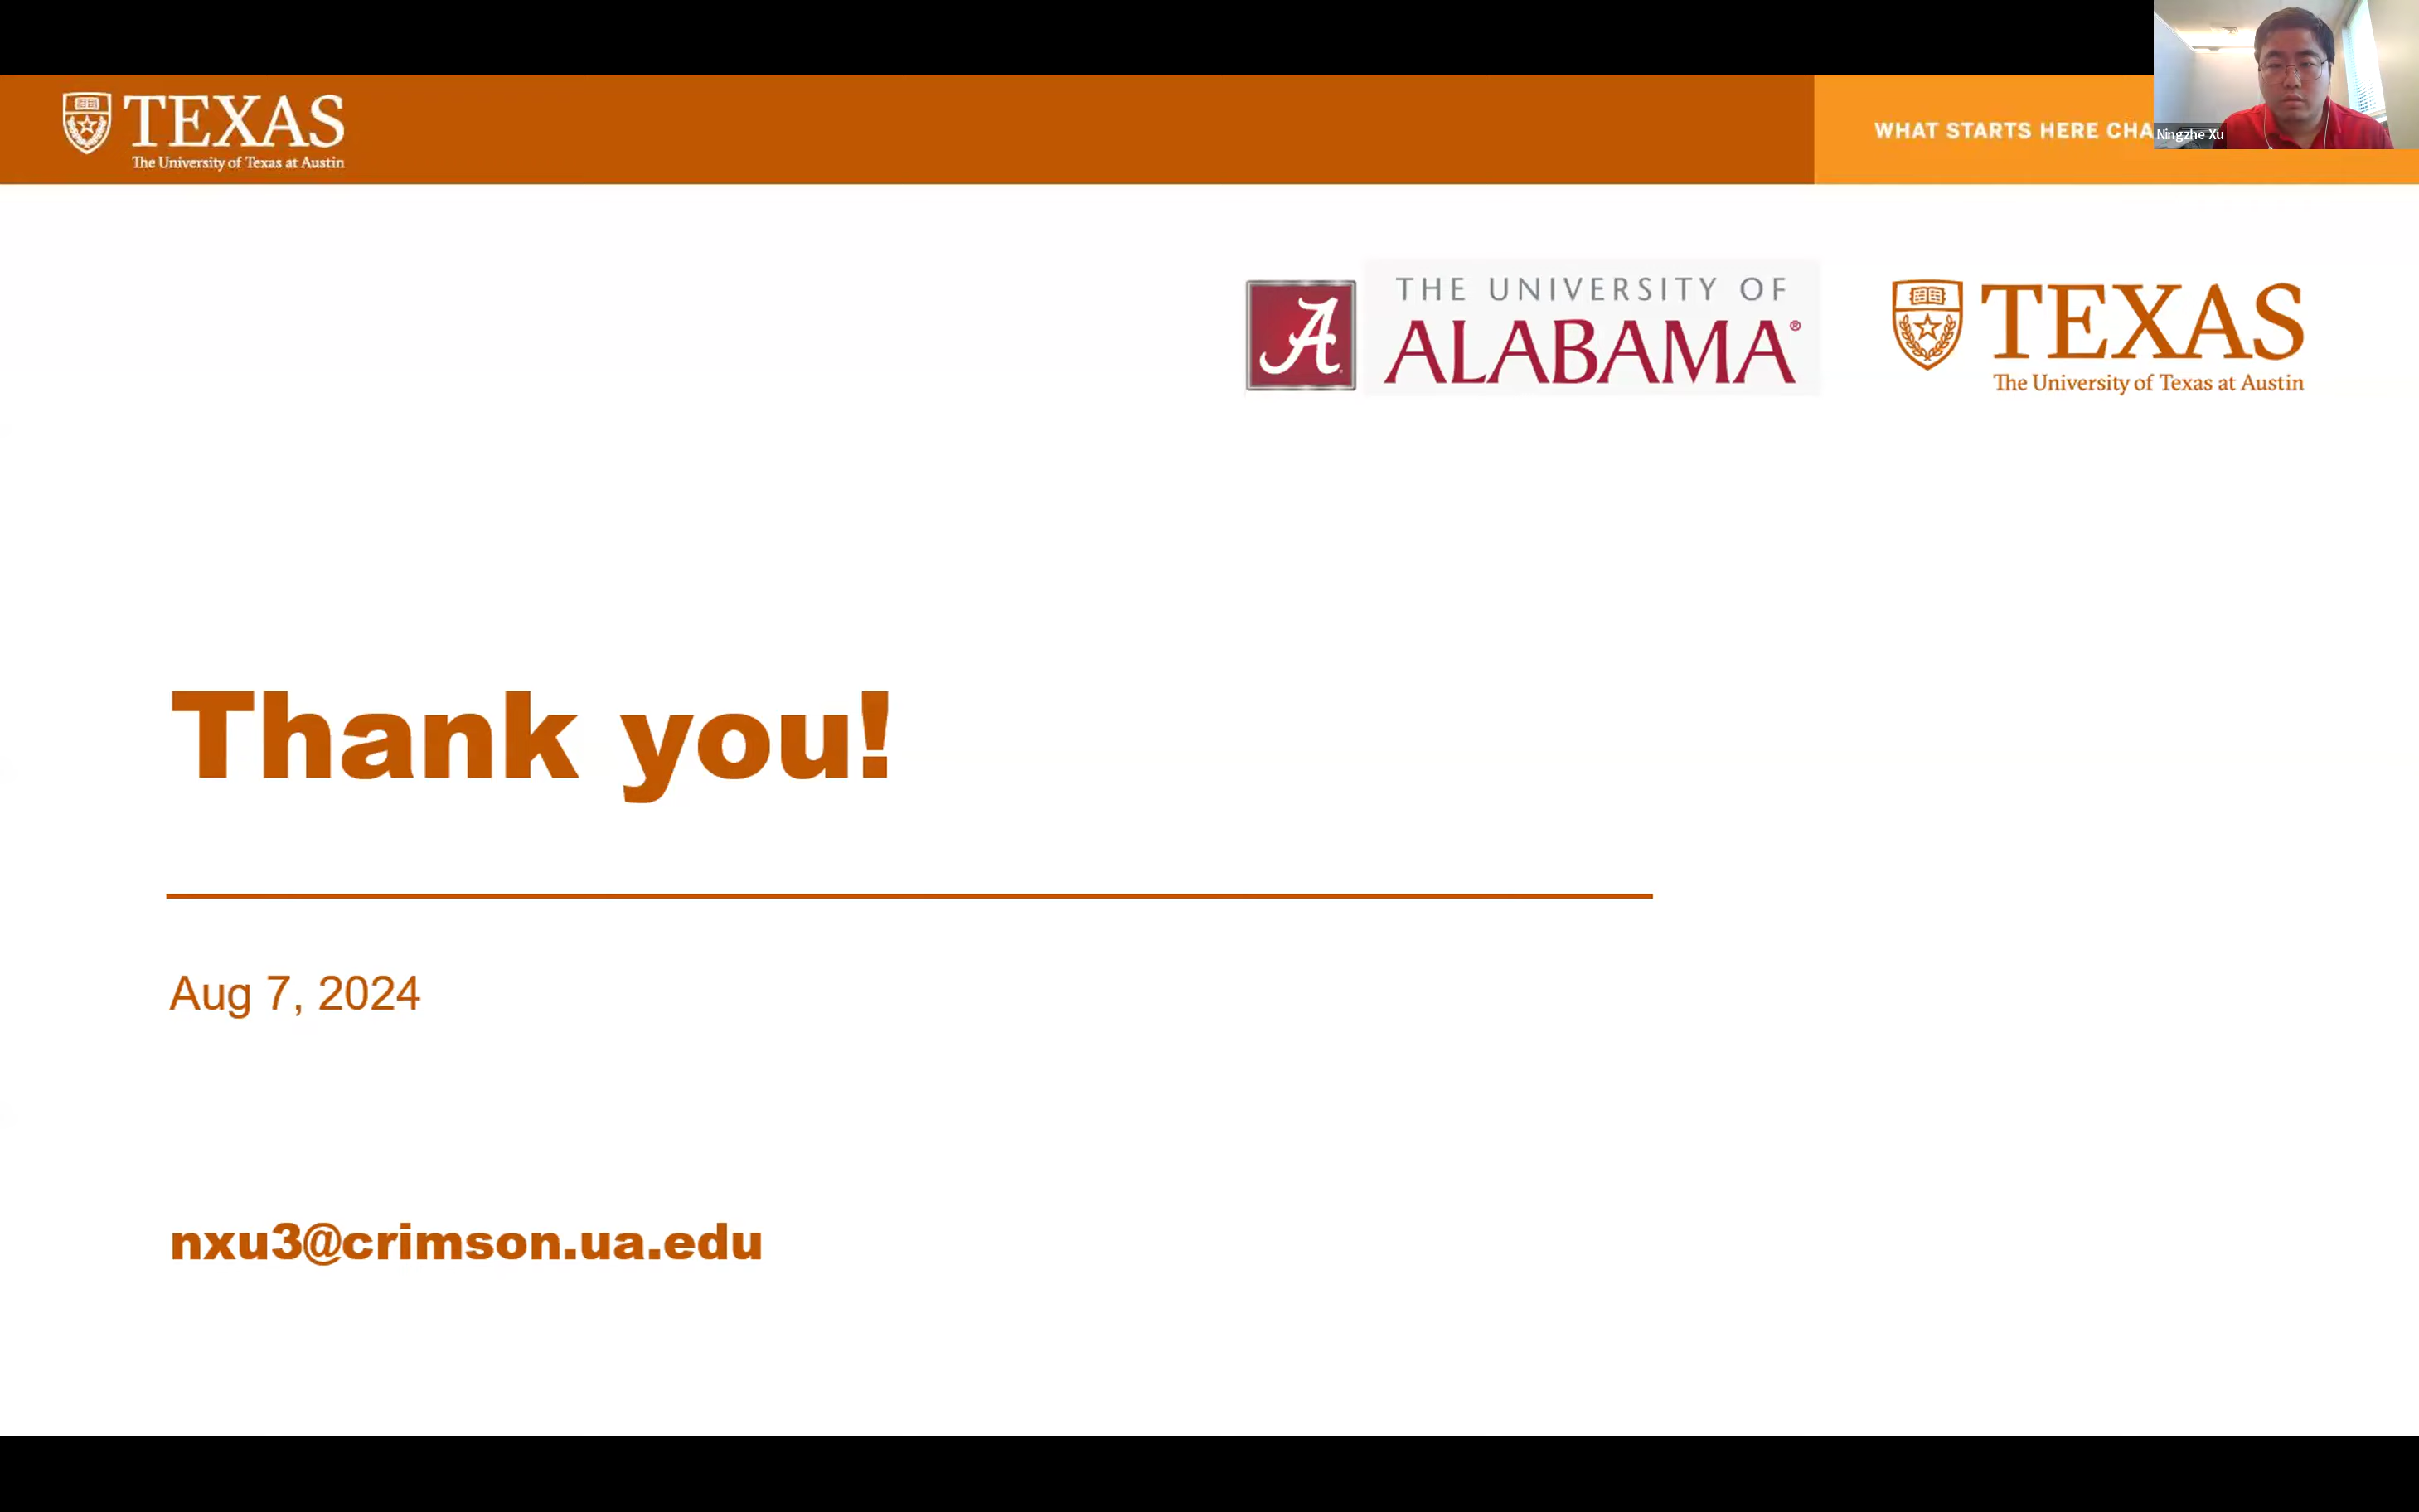 TEXAS
The University of Texas at Austin
WHAT STARTS HERE CHA
Ningzhe Xu
A
THE UNIVERSITY OF
ALABAMA®
TEXAS
The University of Texas at Austin
Thank you!
Aug 7, 2024
nxu3@crimson.ua.edu